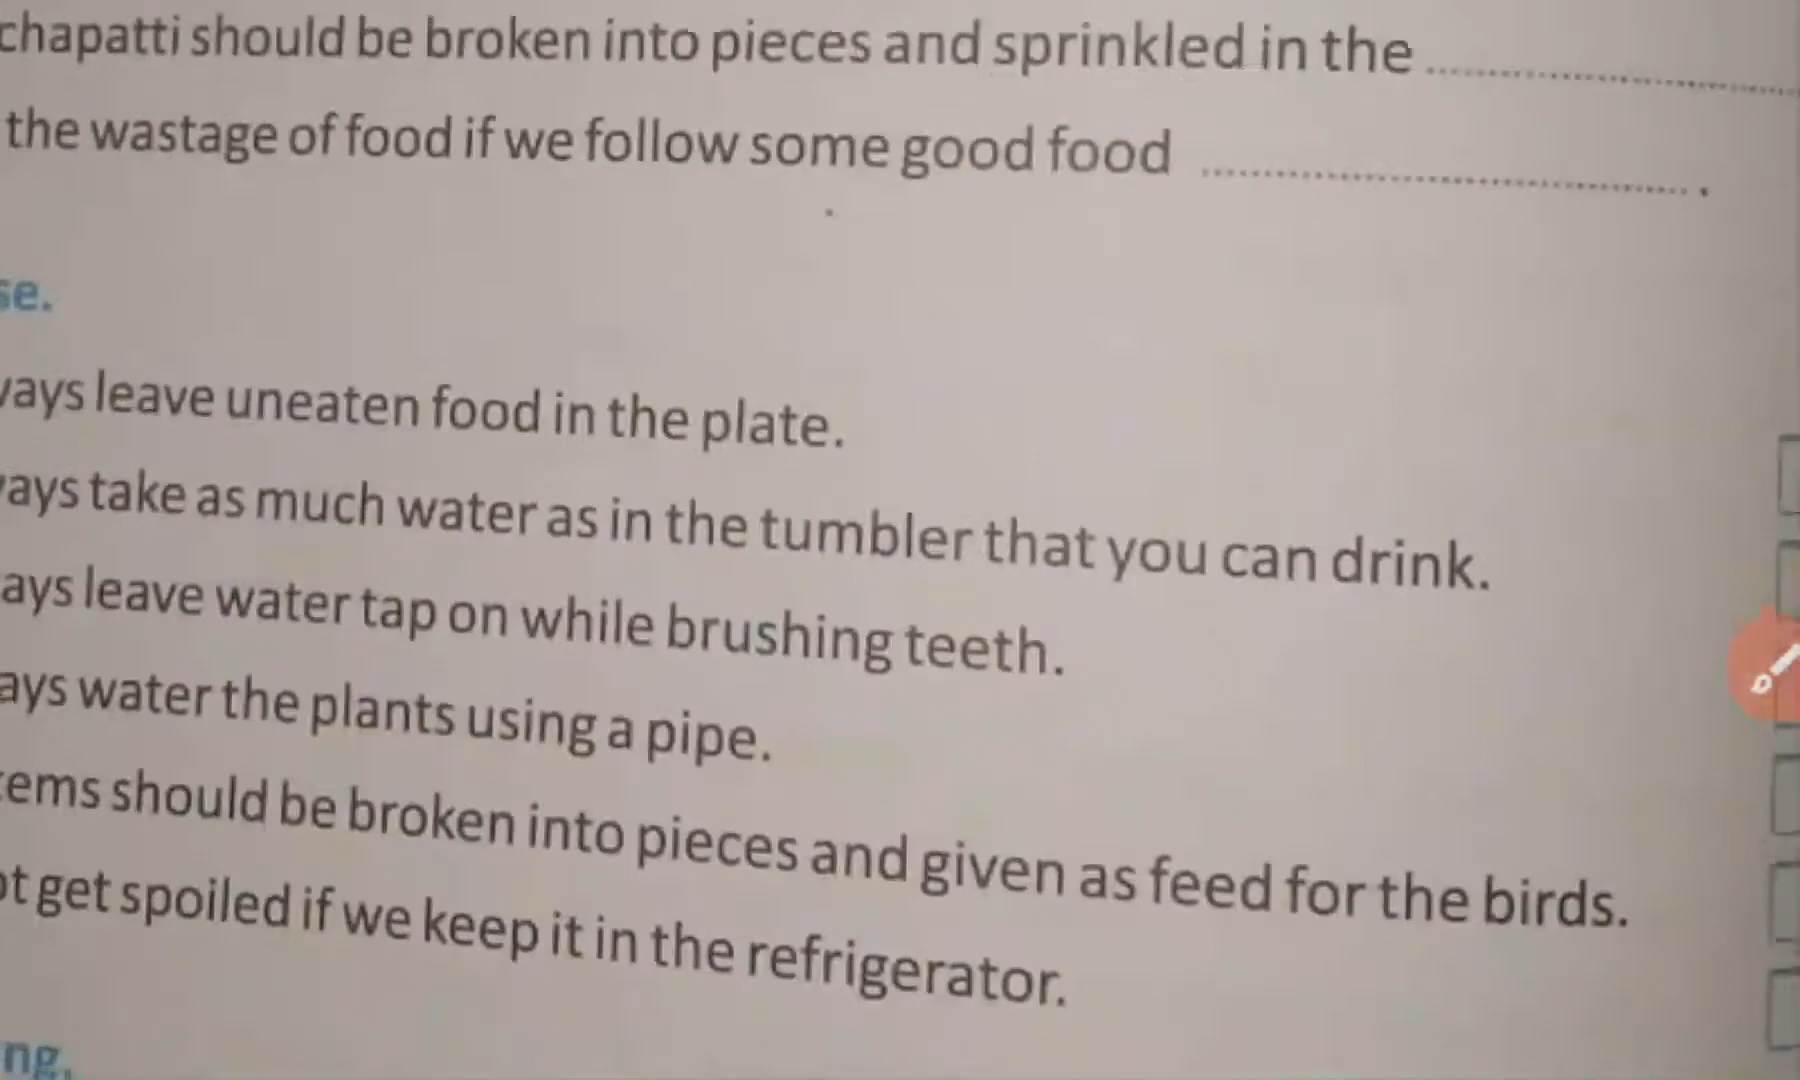 chapatti should be broken into pieces and sprinkled in the ........................
the wastage of food if we follow some good food ........................ .
se.
ays leave uneaten food in the plate.
ays take as much water as in the tumbler that you can drink.
ays leave water tap on while brushing teeth.
ays water the plants using a pipe.
ems should be broken into pieces and given as feed for the birds.
ot get spoiled if we keep it in the refrigerator.
ng.